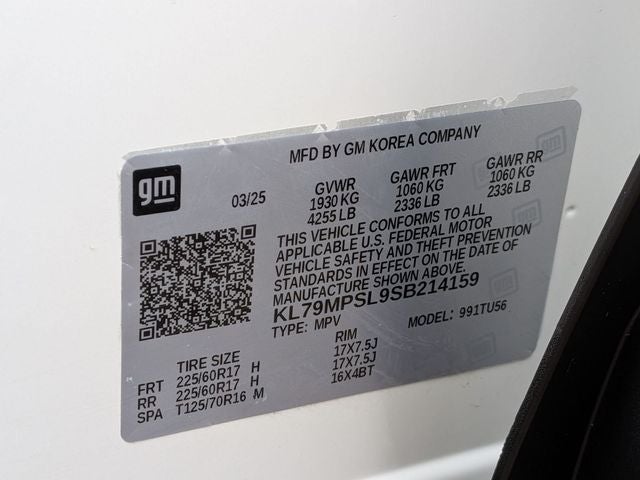 MFD BY GM KOREA COMPANY
gm
03/25
GVWR
1930 KG
4255 LB
GAWR FRT
1060 KG
2336 LB
GAWR RR
1060 KG
2336 LB
THIS VEHICLE CONFORMS TO ALL
APPLICABLE U.S. FEDERAL MOTOR
VEHICLE SAFETY AND THEFT PREVENTION
STANDARDS IN EFFECT ON THE DATE OF
MANUFACTURE SHOWN ABOVE.
KL79MPSL9SB214159
TYPE: MPV
MODEL: 991TU56
TIRE SIZE RIM
FRT 225/60R17 H 17X7.5J
RR 225/60R17 H 17X7.5J
SPA T125/70R16 M 16X4BT